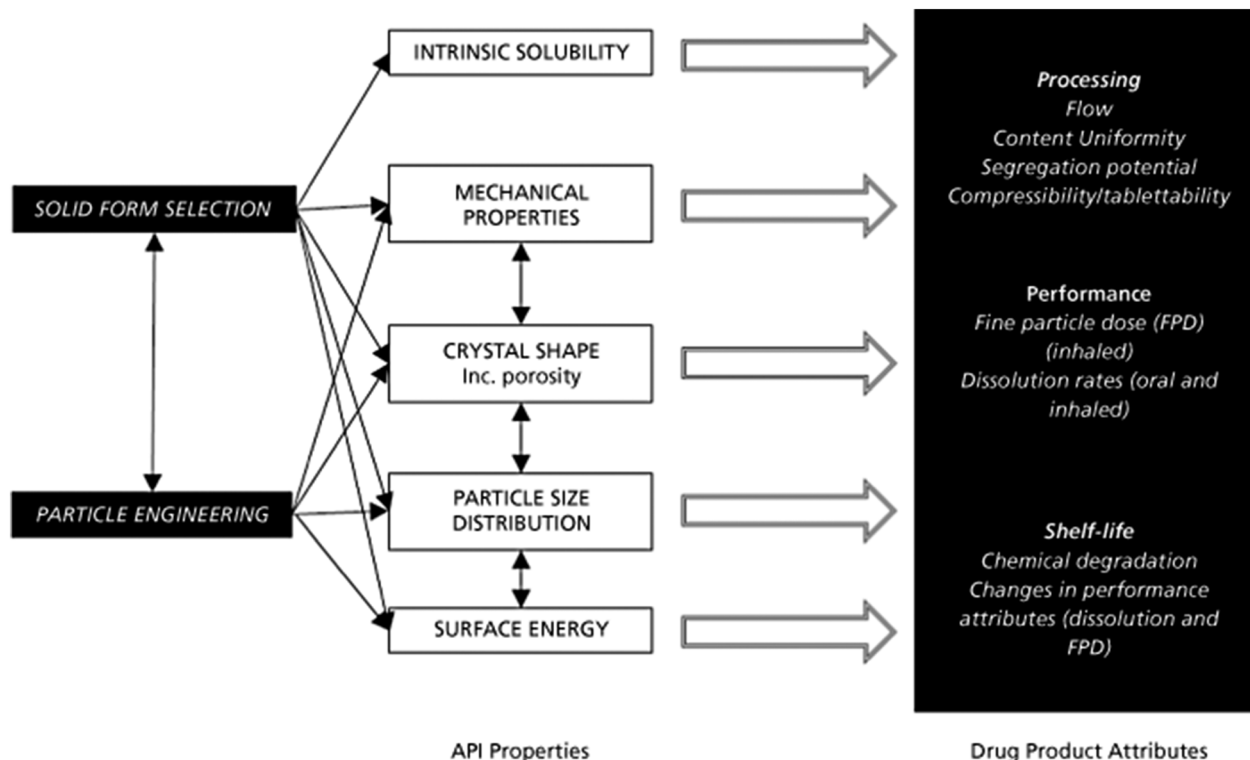 INTRINSIC SOLUBILITY
SOLID FORM SELECTION
MECHANICAL
PROPERTIES
CRYSTAL SHAPE
Inc. porosity
PARTICLE ENGINEERING
PARTICLE SIZE
DISTRIBUTION
SURFACE ENERGY
API Properties
Processing
Flow
Content Uniformity
Segregation potential
Compressibility/tablettability
Performance
Fine particle dose (FPD)
(inhaled)
Dissolution rates (oral and
inhaled)
Shelf-life
Chemical degradation
Changes in performance
attributes (dissolution and
FPD)
Drug Product Attributes